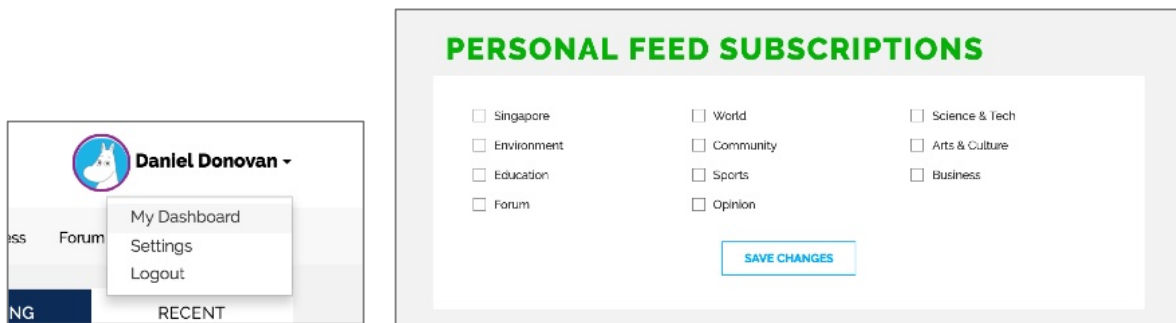 Daniel Donovan
My Dashboard
Forum
Settings
Logout
NG
RECENT
PERSONAL FEED SUBSCRIPTIONS
Singapore World Science & Tech
Environment Community Arts & Culture
Education Sports Business
Forum Opinion
SAVE CHANGES